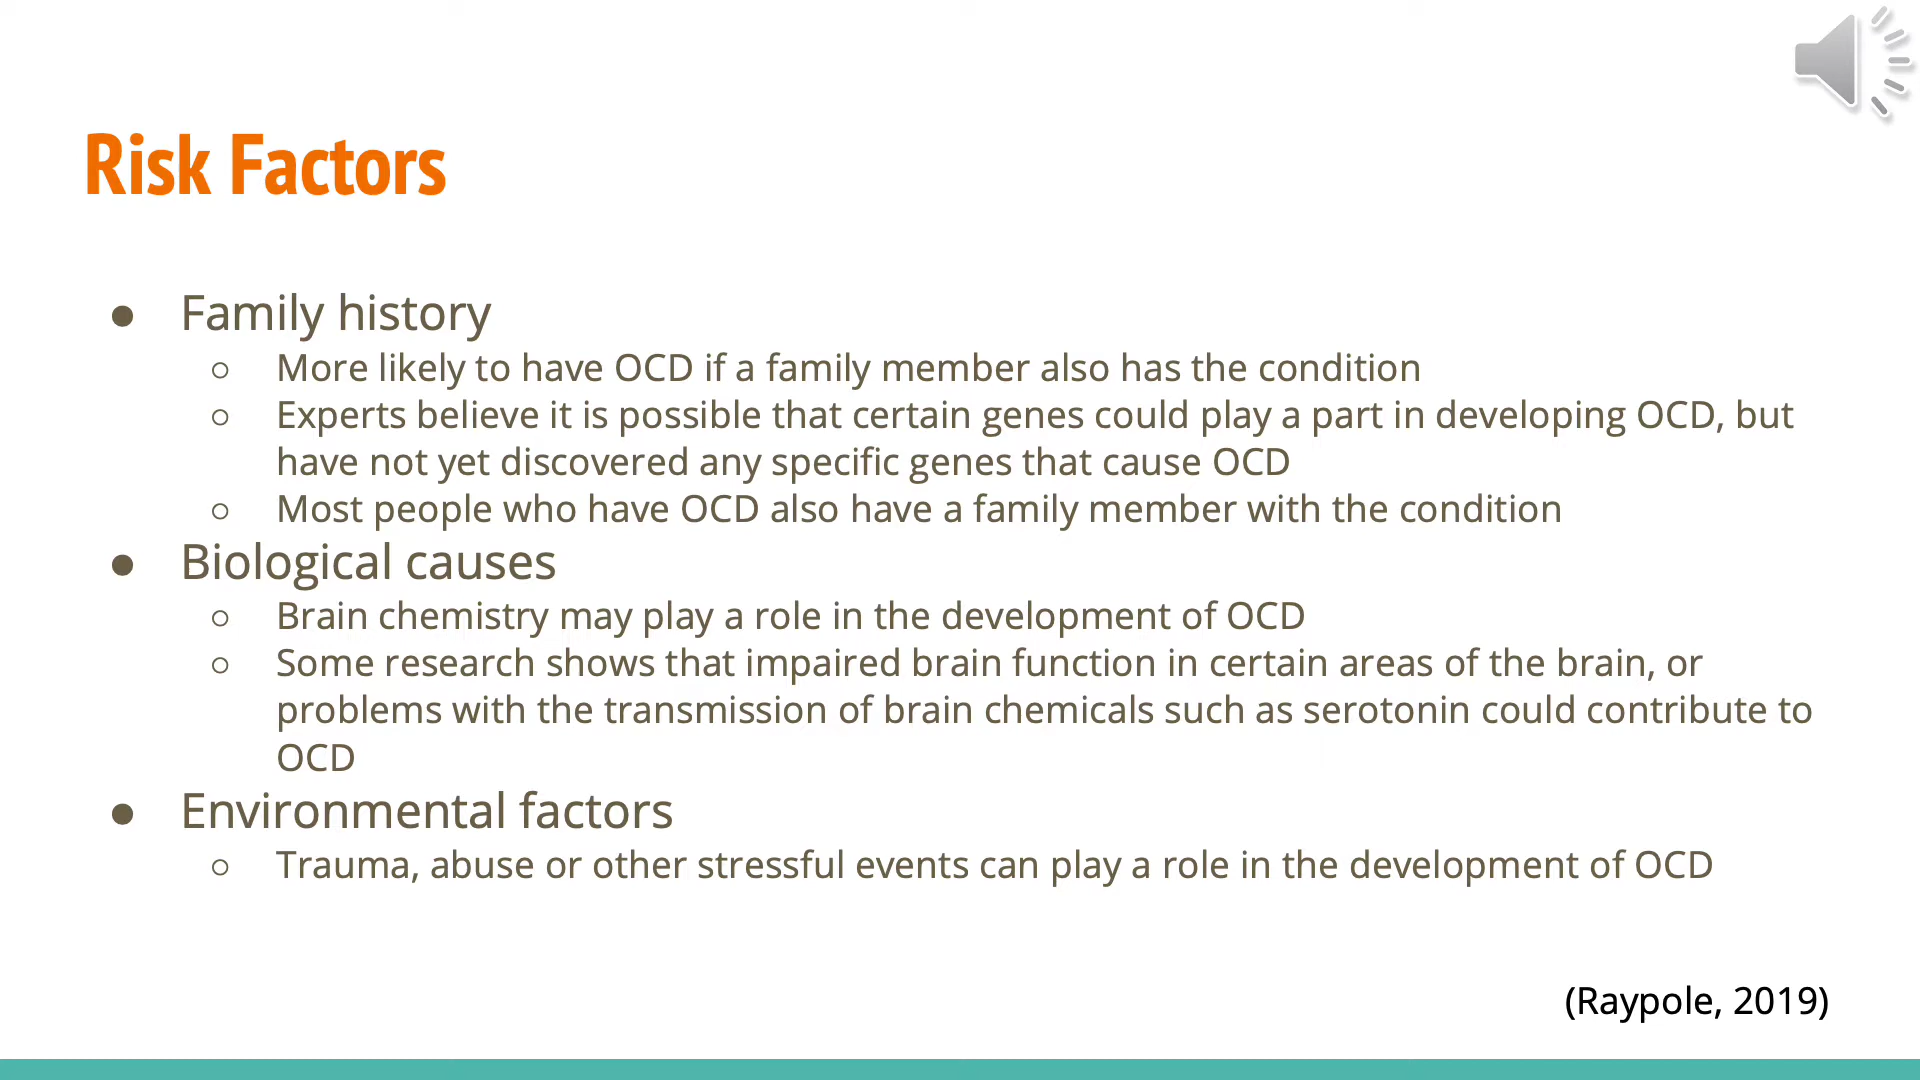 Risk Factors
● Family history
○ More likely to have OCD if a family member also has the condition
○ Experts believe it is possible that certain genes could play a part in developing OCD, but
have not yet discovered any specific genes that cause OCD
○ Most people who have OCD also have a family member with the condition
● Biological causes
○ Brain chemistry may play a role in the development of OCD
○ Some research shows that impaired brain function in certain areas of the brain, or
problems with the transmission of brain chemicals such as serotonin could contribute to
OCD
● Environmental factors
○ Trauma, abuse or other stressful events can play a role in the development of OCD
(Raypole, 2019)